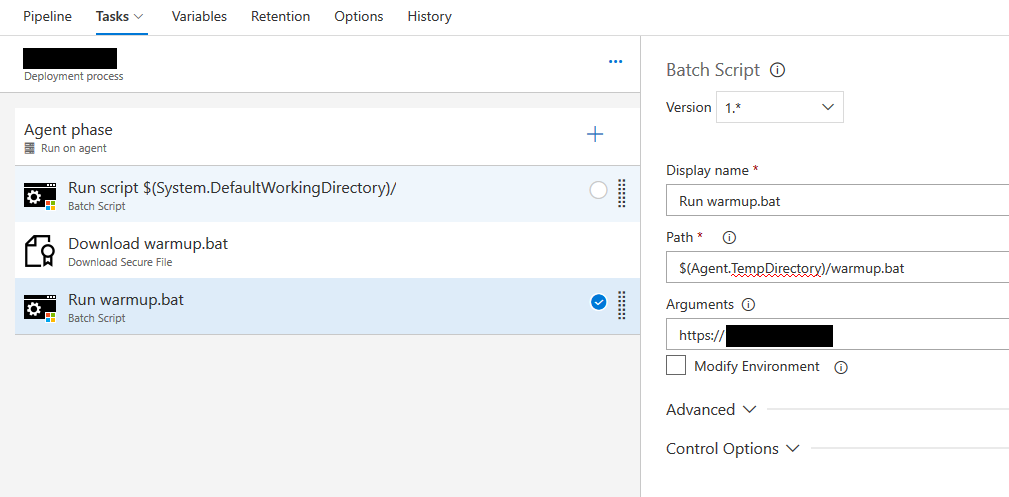 Pipeline Tasks Variables Retention Options History
Deployment process
Agent phase
Run on agent
Run script $(System.DefaultWorkingDirectory)/
Batch Script
Download warmup.bat
Download Secure File
Run warmup.bat
Batch Script
Batch Script
Version 1.*
Display name *
Run warmup.bat
Path *
$(Agent.TempDirectory)/warmup.bat
Arguments
https://
Modify Environment
Advanced
Control Options